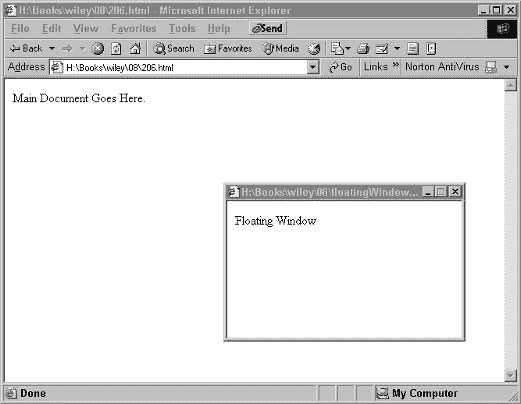 H:\Books\wiley\08\206.html - Microsoft Internet Explorer
File Edit View Favorites Tools Help Send
Back Search Favorites Media
Address H:\Books\wiley\08\206.html Go Links » Norton AntiVirus
Main Document Goes Here.
H:\Books\wiley\08\floatingWindow...
Floating Window
Done My Computer